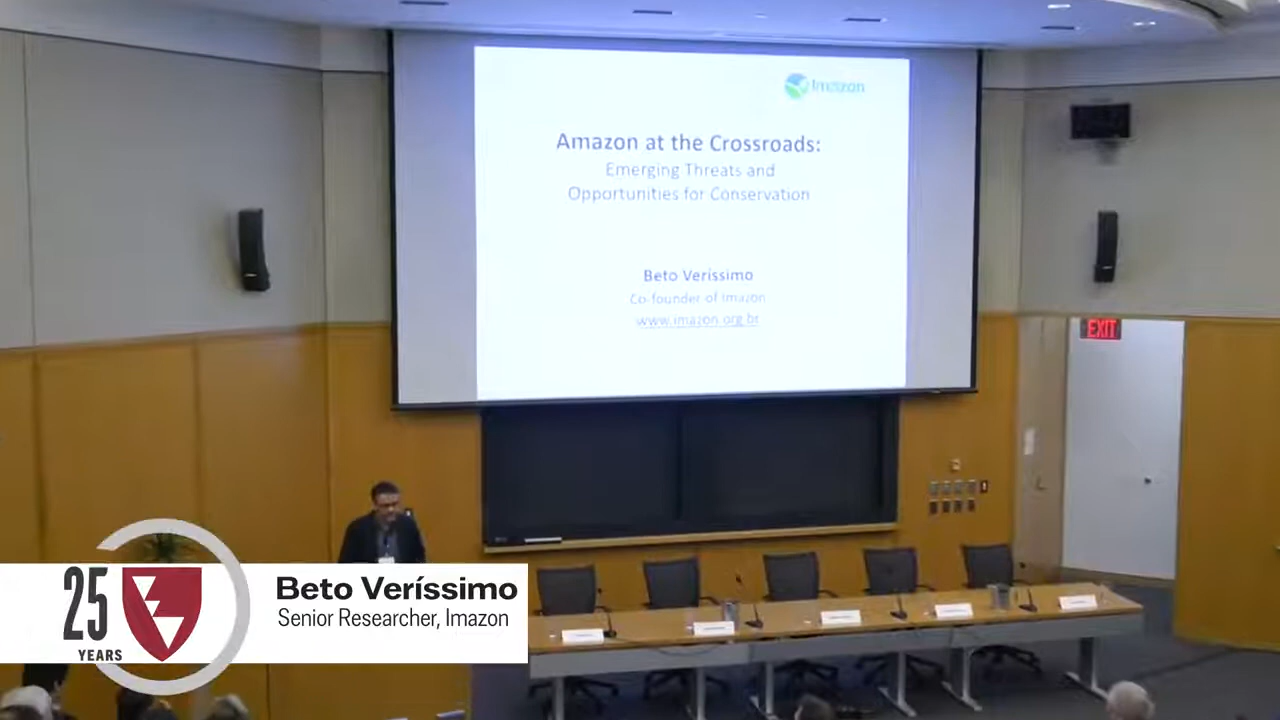 Imazon
Amazon at the Crossroads:
Emerging Threats and
Opportunities for Conservation
Beto Veríssimo
Co-founder of Imazon
www.imazon.org.br
EXIT
25
YEARS
Beto Veríssimo
Senior Researcher, Imazon